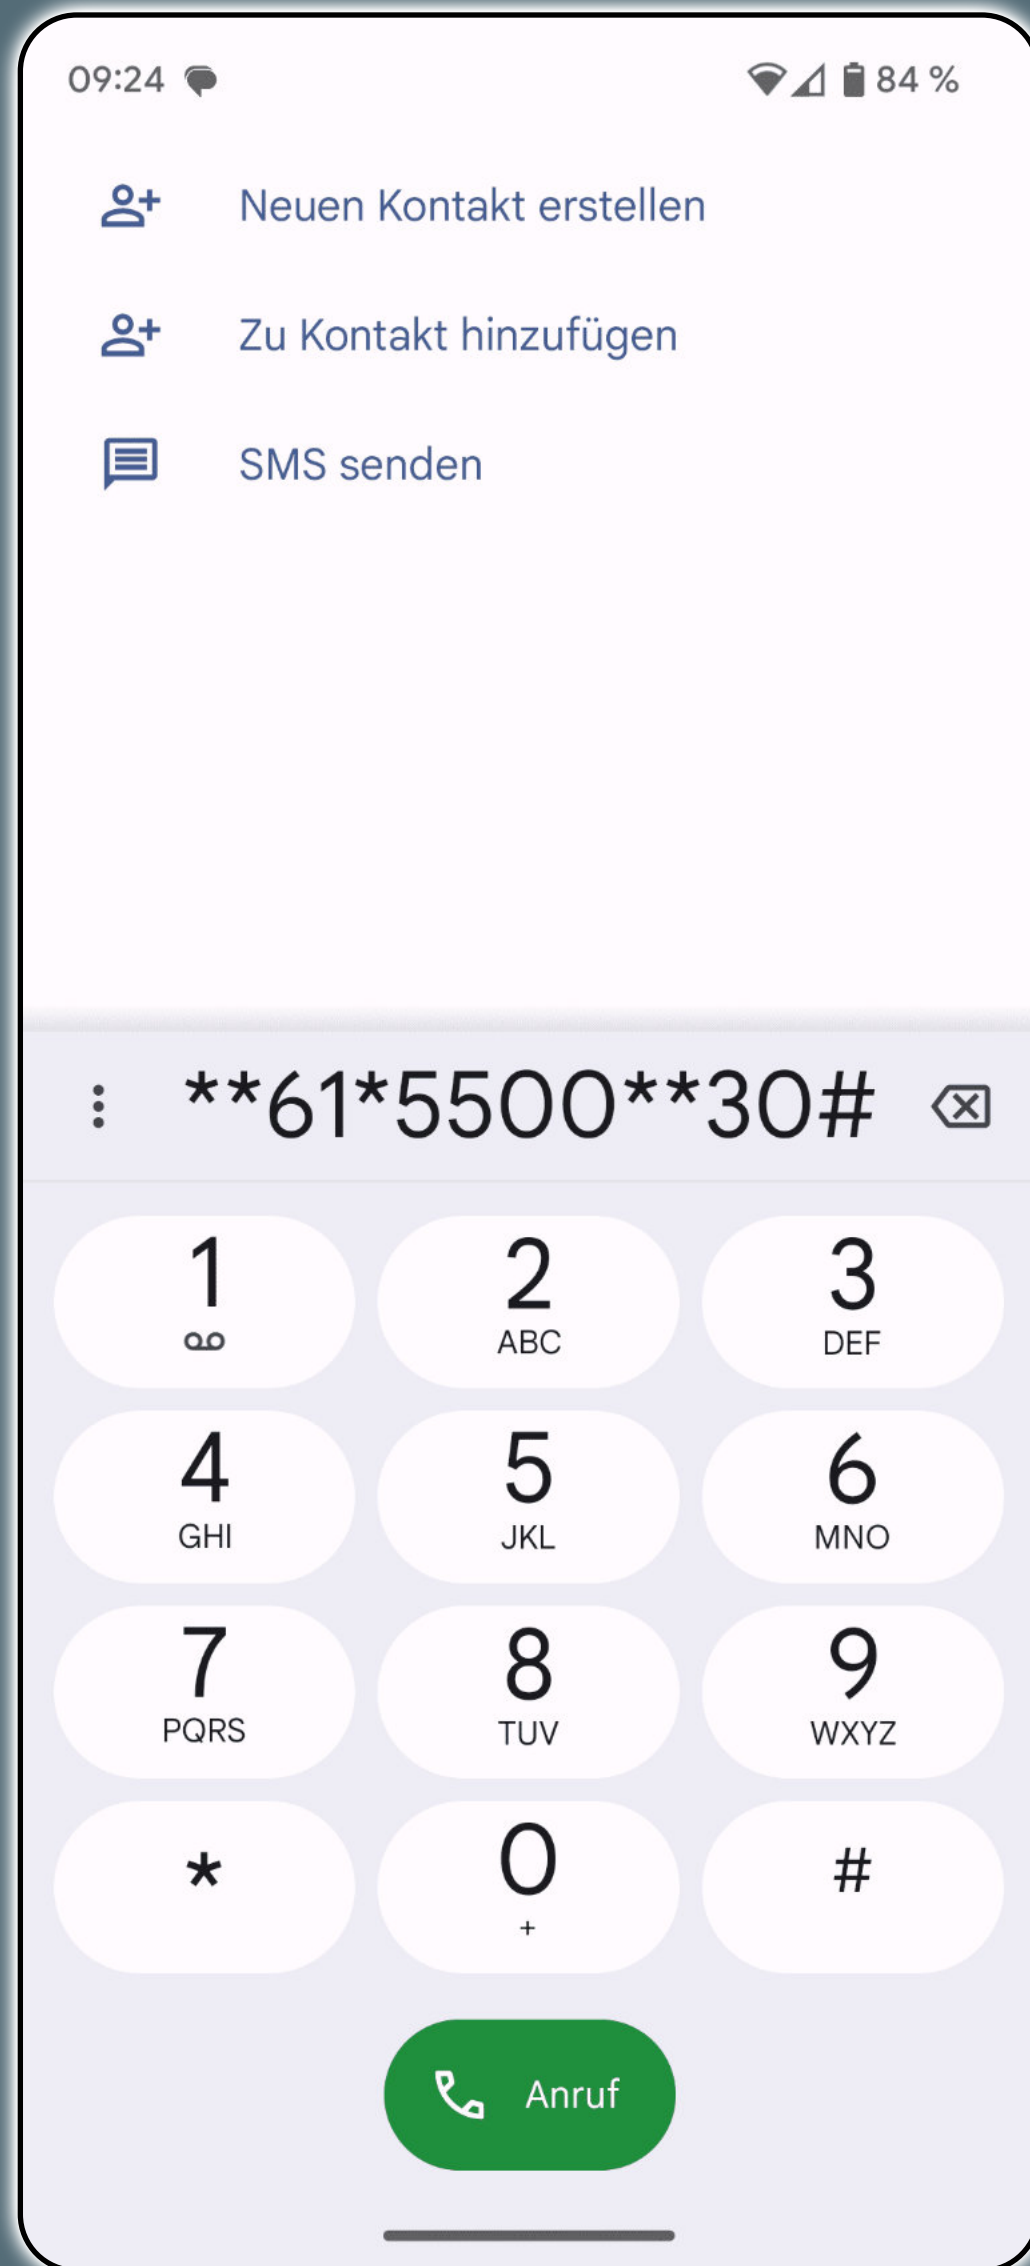 09:24 84 %
Neuen Kontakt erstellen
Zu Kontakt hinzufügen
SMS senden
**61*5500**30#
1 2 3
ABC DEF
4 5 6
GHI JKL MNO
7 8 9
PQRS TUV WXYZ
* 0 #
+
Anruf